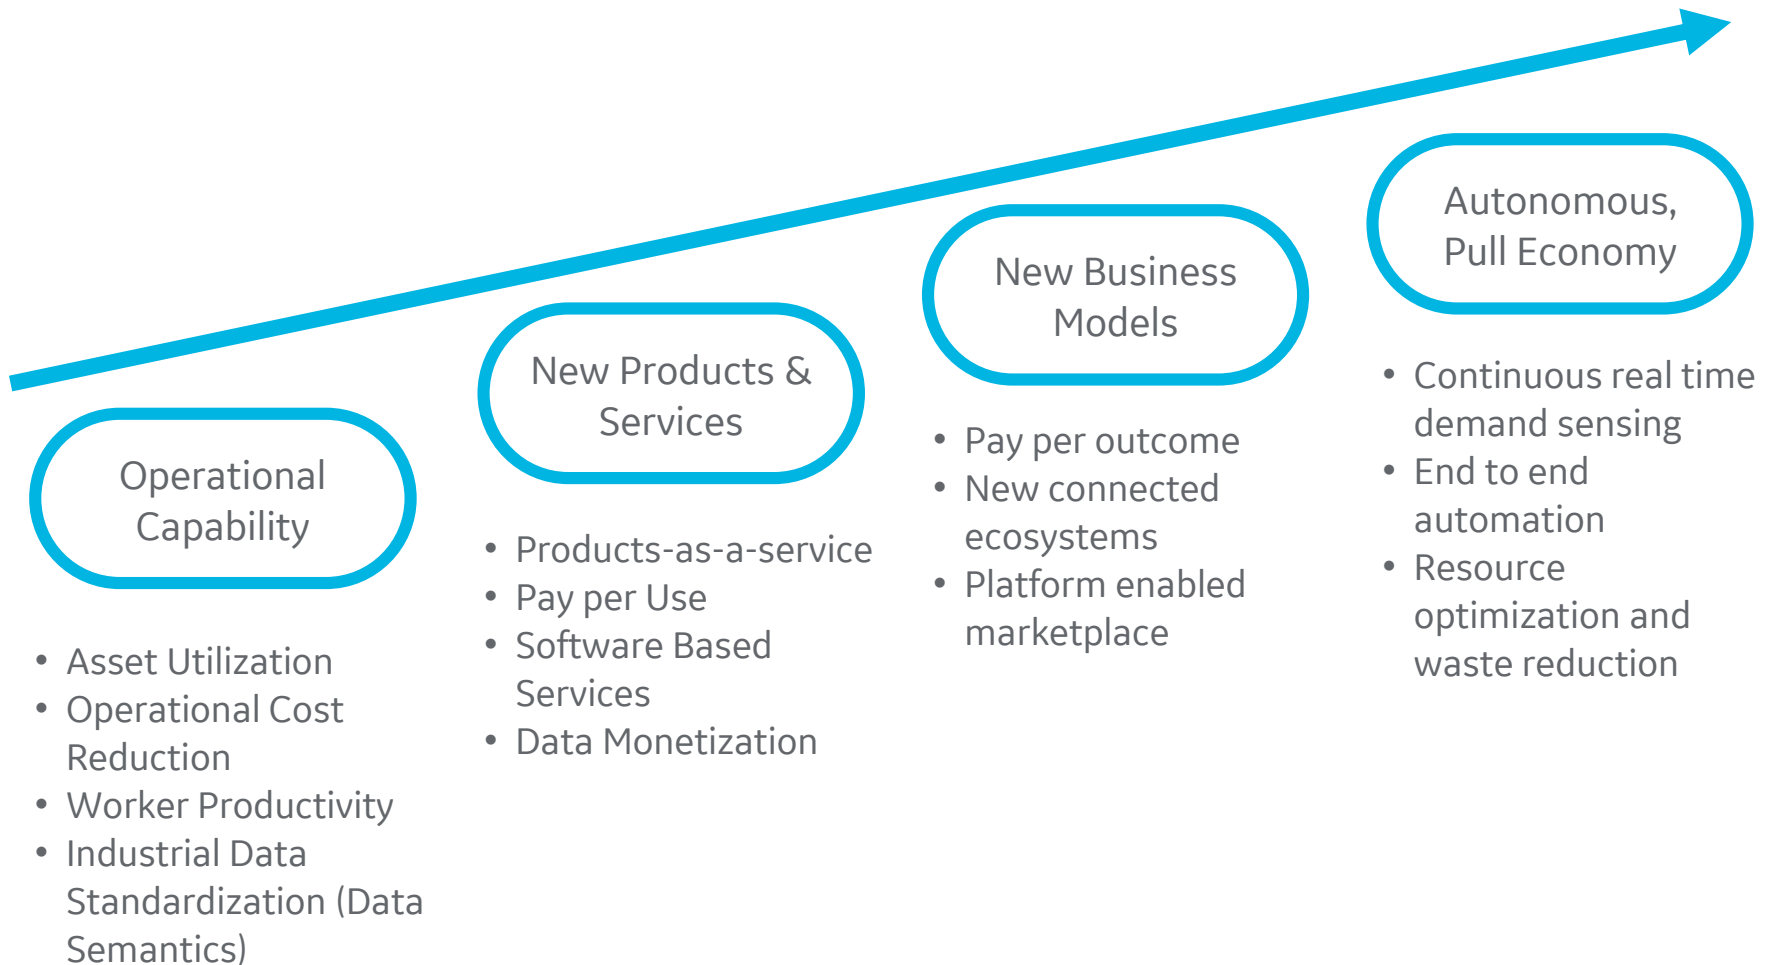 Operational
Capability
• Asset Utilization
• Operational Cost
Reduction
• Worker Productivity
• Industrial Data
Standardization (Data
Semantics)
New Products &
Services
• Products-as-a-service
• Pay per Use
• Software Based
Services
• Data Monetization
New Business
Models
• Pay per outcome
• New connected
ecosystems
• Platform enabled
marketplace
Autonomous,
Pull Economy
• Continuous real time
demand sensing
• End to end
automation
• Resource
optimization and
waste reduction